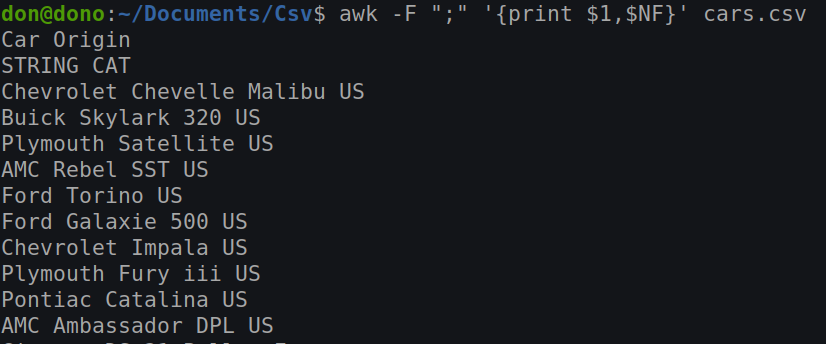 don@dono:~/Documents/Csv$ awk -F ";" '{print $1,$NF}' cars.csv
Car Origin
STRING CAT
Chevrolet Chevelle Malibu US
Buick Skylark 320 US
Plymouth Satellite US
AMC Rebel SST US
Ford Torino US
Ford Galaxie 500 US
Chevrolet Impala US
Plymouth Fury iii US
Pontiac Catalina US
AMC Ambassador DPL US